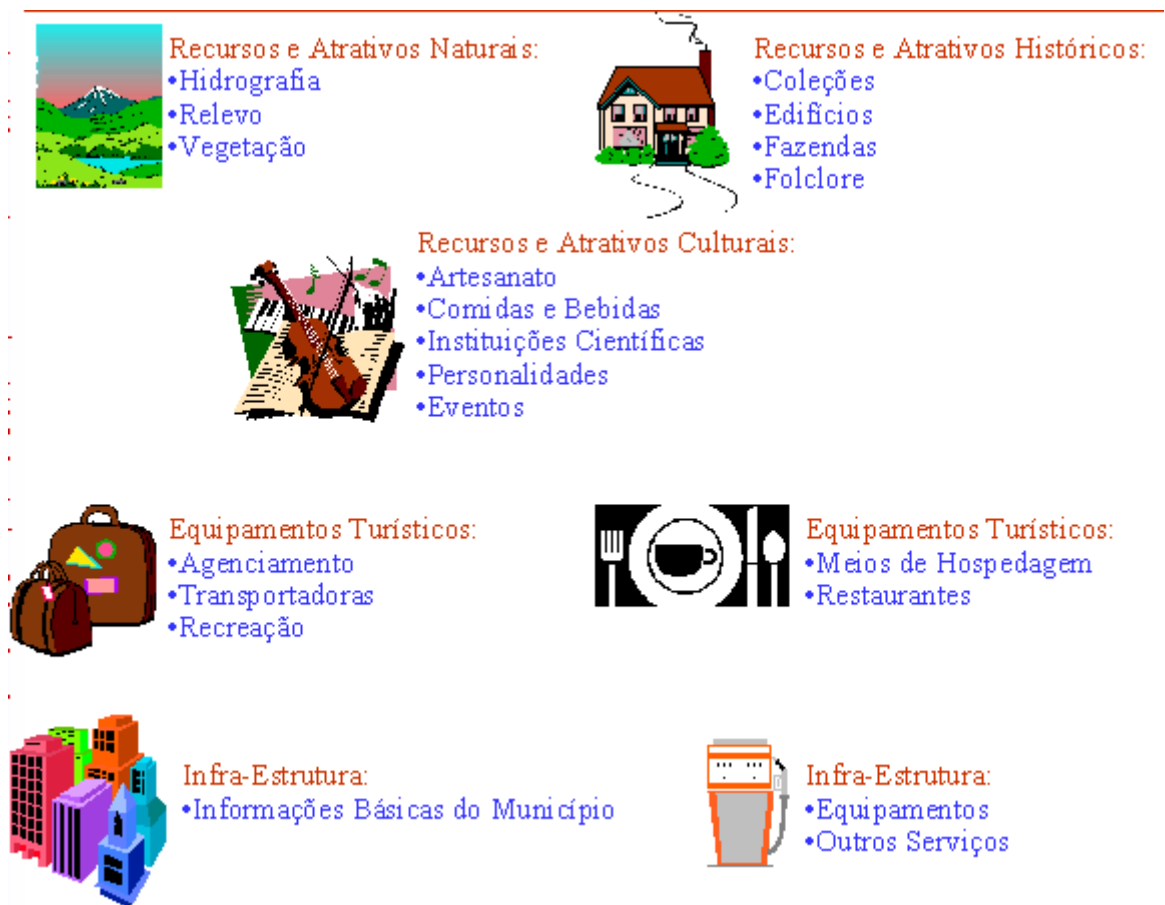 Recursos e Atrativos Naturais:
•Hidrografia
•Relevo
•Vegetação
Recursos e Atrativos Históricos:
•Coleções
•Edifícios
•Fazendas
•Folclore
Recursos e Atrativos Culturais:
•Artesanato
•Comidas e Bebidas
•Instituições Científicas
•Personalidades
•Eventos
Equipamentos Turísticos:
•Agenciamento
•Transportadoras
•Recreação
Equipamentos Turísticos:
•Meios de Hospedagem
•Restaurantes
Infra-Estrutura:
•Informações Básicas do Município
Infra-Estrutura:
•Equipamentos
•Outros Serviços